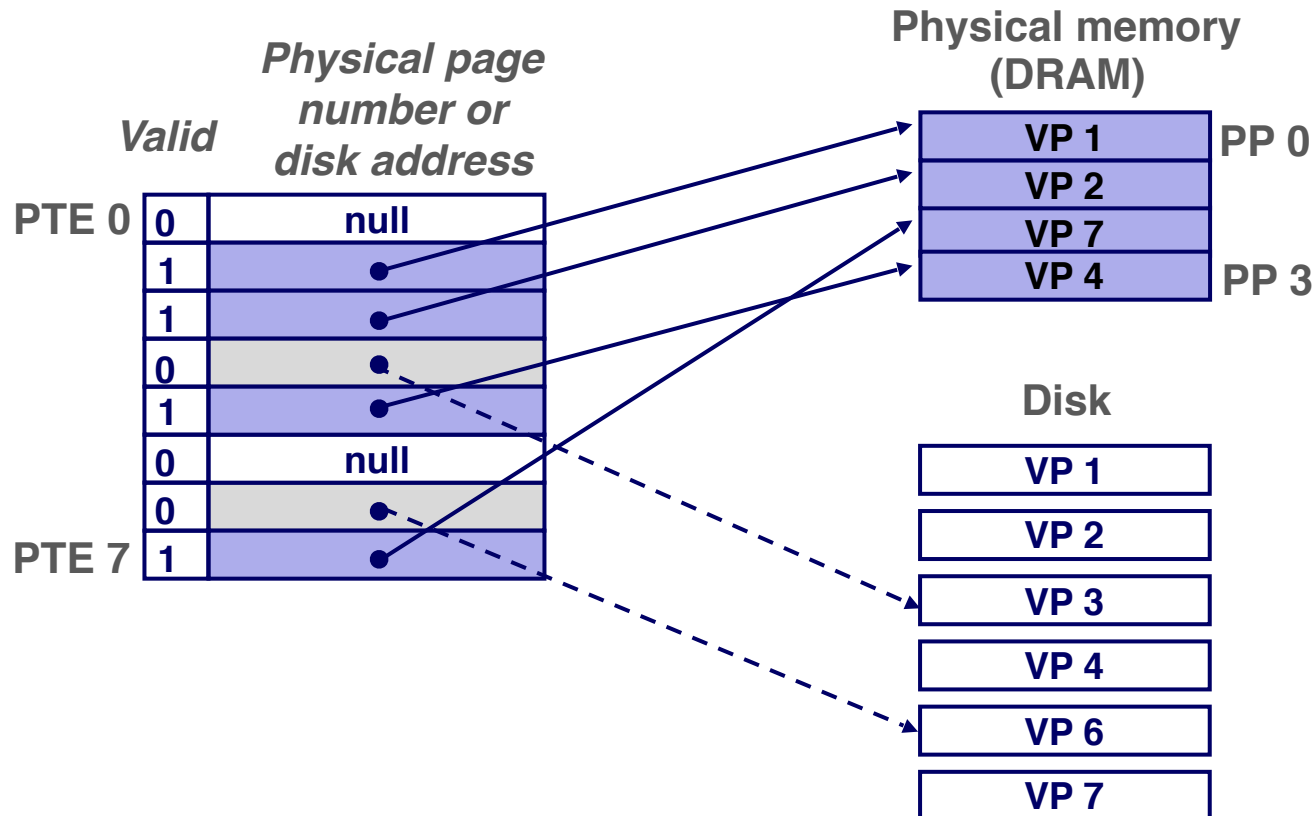 Physical page
number or
disk address
Valid
PTE 0
0
null
1
1
0
1
0
null
0
PTE 7
1
Physical memory
(DRAM)
VP 1
PP 0
VP 2
VP 7
VP 4
PP 3
Disk
VP 1
VP 2
VP 3
VP 4
VP 6
VP 7